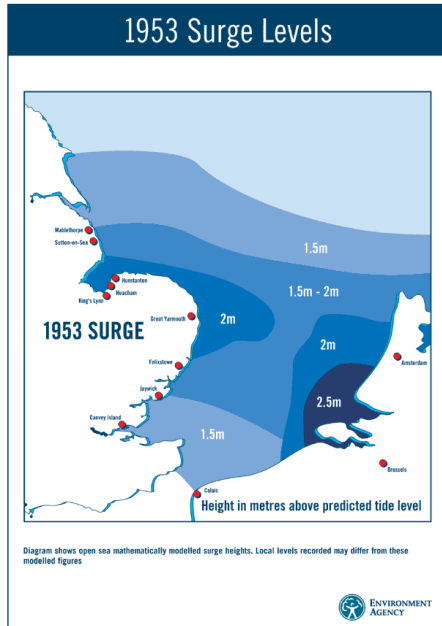 1953 Surge Levels
Mablethorpe
Sutton-on-Sea
1.5m
Hunstanton
Heacham
King's Lynn
1.5m - 2m
Great Yarmouth
2m
1953 SURGE
2m
Amsterdam
Felixstowe
Jaywick
2.5m
Canvey Island
1.5m
Brussels
Calais
Height in metres above predicted tide level
Diagram shows open sea mathematically modelled surge heights. Local levels recorded may differ from these
modelled figures
ENVIRONMENT
AGENCY